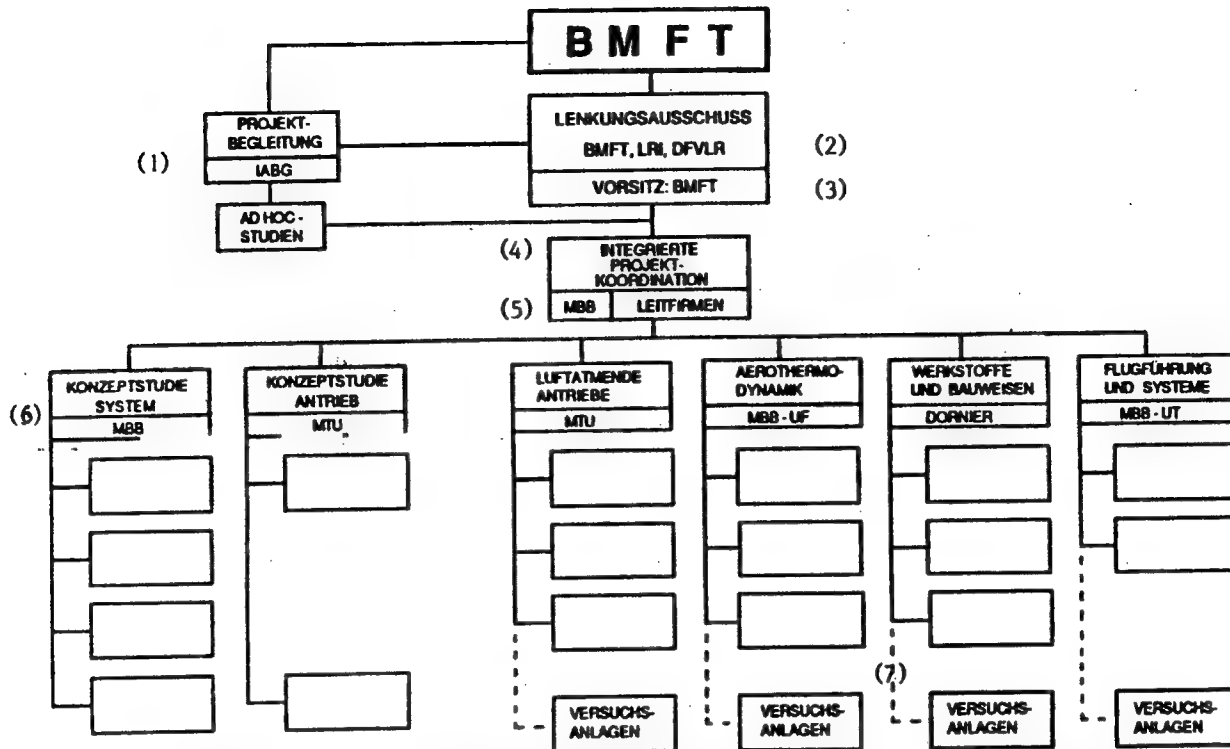 BMFT
PROJEKT-
BEGLEITUNG
IABG
(1)
LENKUNGSAUSSCHUSS
BMFT, LRI, DFVLR
(2)
VORSITZ: BMFT
(3)
AD HOC -
STUDIEN
(4)
INTEGRIERTE
PROJEKT-
KOORDINATION
(5)
MBB
LEITFIRMEN
(6)
KONZEPTSTUDIE
SYSTEM
MBB
KONZEPTSTUDIE
ANTRIEB
MTU
LUFTATMENDE
ANTRIEBE
MTU
AEROTHERMO-
DYNAMIK
MBB - UF
WERKSTOFFE
UND BAUWEISEN
DORNIER
FLUGFÜHRUNG
UND SYSTEME
MBB - UT
(7)
VERSUCHS-
ANLAGEN
VERSUCHS-
ANLAGEN
VERSUCHS-
ANLAGEN
VERSUCHS-
ANLAGEN